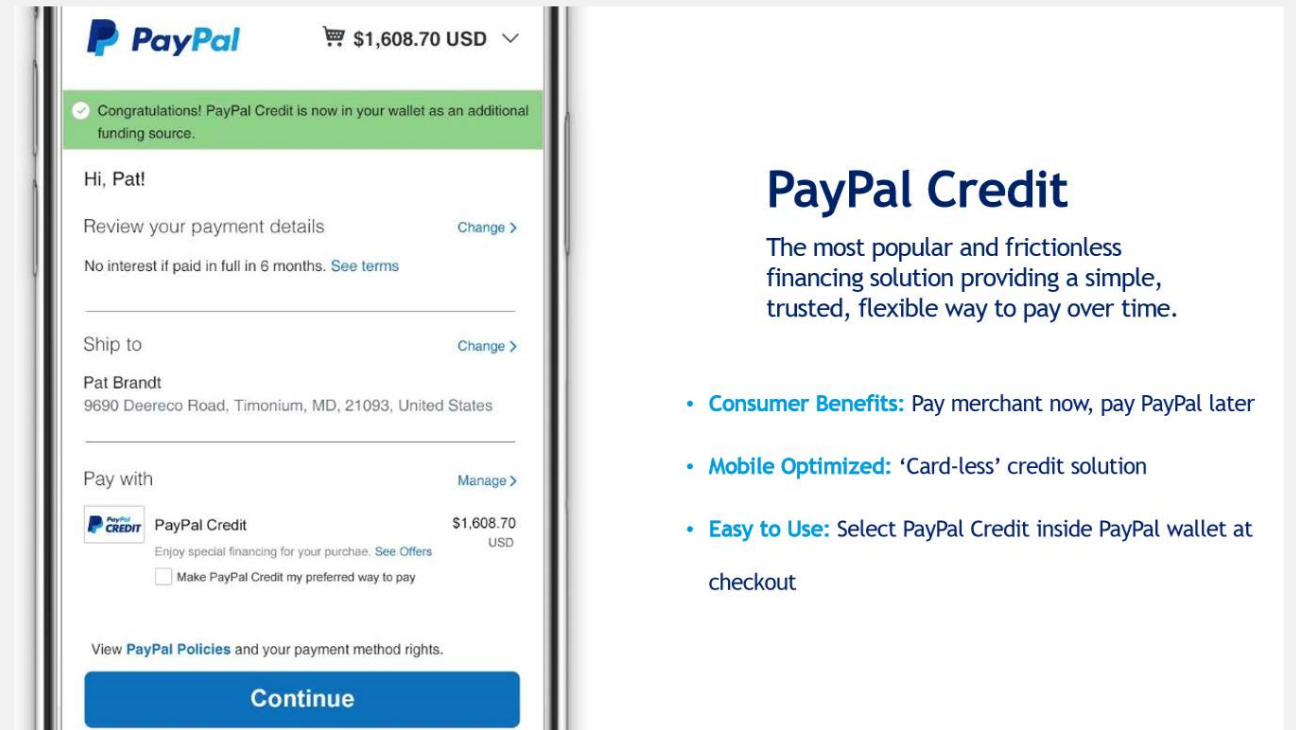 PayPal
$1,608.70 USD
Congratulations! PayPal Credit is now in your wallet as an additional
funding source.
Hi, Pat!
Review your payment details
Change >
No interest if paid in full in 6 months. See terms
Ship to
Change >
Pat Brandt
9690 Deereco Road, Timonium, MD, 21093, United States
Pay with
Manage >
PayPal
CREDIT
PayPal Credit
$1,608.70
USD
Enjoy special financing for your purchae. See Offers
Make PayPal Credit my preferred way to pay
View PayPal Policies and your payment method rights.
Continue
PayPal Credit
The most popular and frictionless
financing solution providing a simple,
trusted, flexible way to pay over time.
• Consumer Benefits: Pay merchant now, pay PayPal later
• Mobile Optimized: ‘Card-less’ credit solution
• Easy to Use: Select PayPal Credit inside PayPal wallet at
checkout